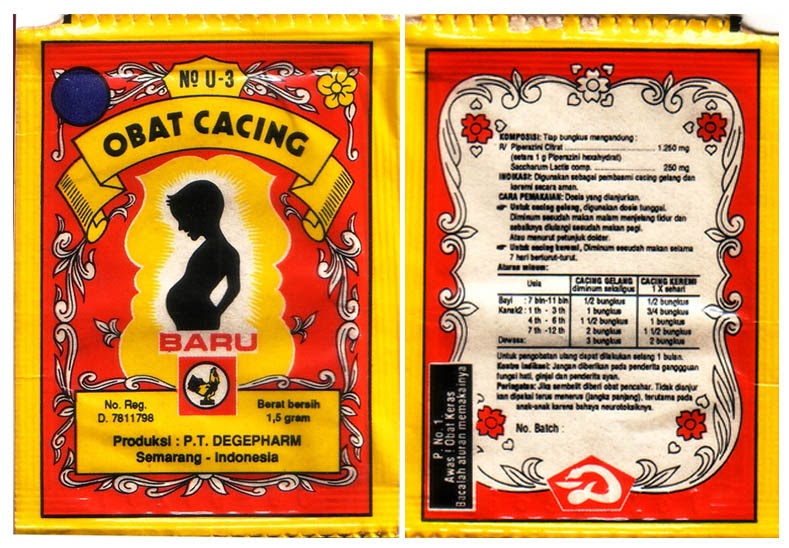 Nº U-3
OBAT CACING
BARU
No. Reg.
D. 7811798
Berat bersih
1,5 gram
Produksi : P.T. DEGEPHARM
Semarang - Indonesia
KOMPOSISI: Tiap bungkus mengandung :
R/ Piperazini Citrat ........ 1.250 mg
(setara 1 g Piperazini hexahydrat)
Saccharum Lactis comp. ........ 250 mg
INDIKASI: Digunakan sebagai pembasmi cacing gelang dan
keremi secara aman.
CARA PEMAKAIAN: Dosis yang dianjurkan.
☛ Untuk cacing gelang, digunakan dosis tunggal.
Diminum sesudah makan malam menjelang tidur dan
sebaiknya diulangi sesudah makan pagi.
Atau menurut petunjuk dokter.
☛ Untuk cacing keremi, Diminum sesudah makan selama
7 hari berturut-turut.
Aturan minum:
Usia CACING GELANG CACING KEREMI
diminum sekaligus 1 X sehari
Bayi : 7 bln-11 bln 1/2 bungkus 1/2 bungkus
Kanak2 : 1 th - 3 th 1 bungkus 3/4 bungkus
4 th - 6 th 1 1/2 bungkus 1 bungkus
7 th -12 th 2 bungkus 1 1/2 bungkus
Dewasa: 3 bungkus 2 bungkus
Untuk pengobatan ulang dapat dilakukan selang 1 bulan.
Kontra indikasi: Jangan diberikan pada penderita ganggguan
fungsi hati, ginjal dan penderita ayan.
Peringatan: Jika sembelit diberi obat pencahar. Tidak dianjur
kan dipakai terus menerus (jangka panjang), terutama pada
anak-anak karena bahaya neurotoksiknya.
No. Batch :
P. No. 1
Awas ! Obat Keras
Bacalah aturan memakainya